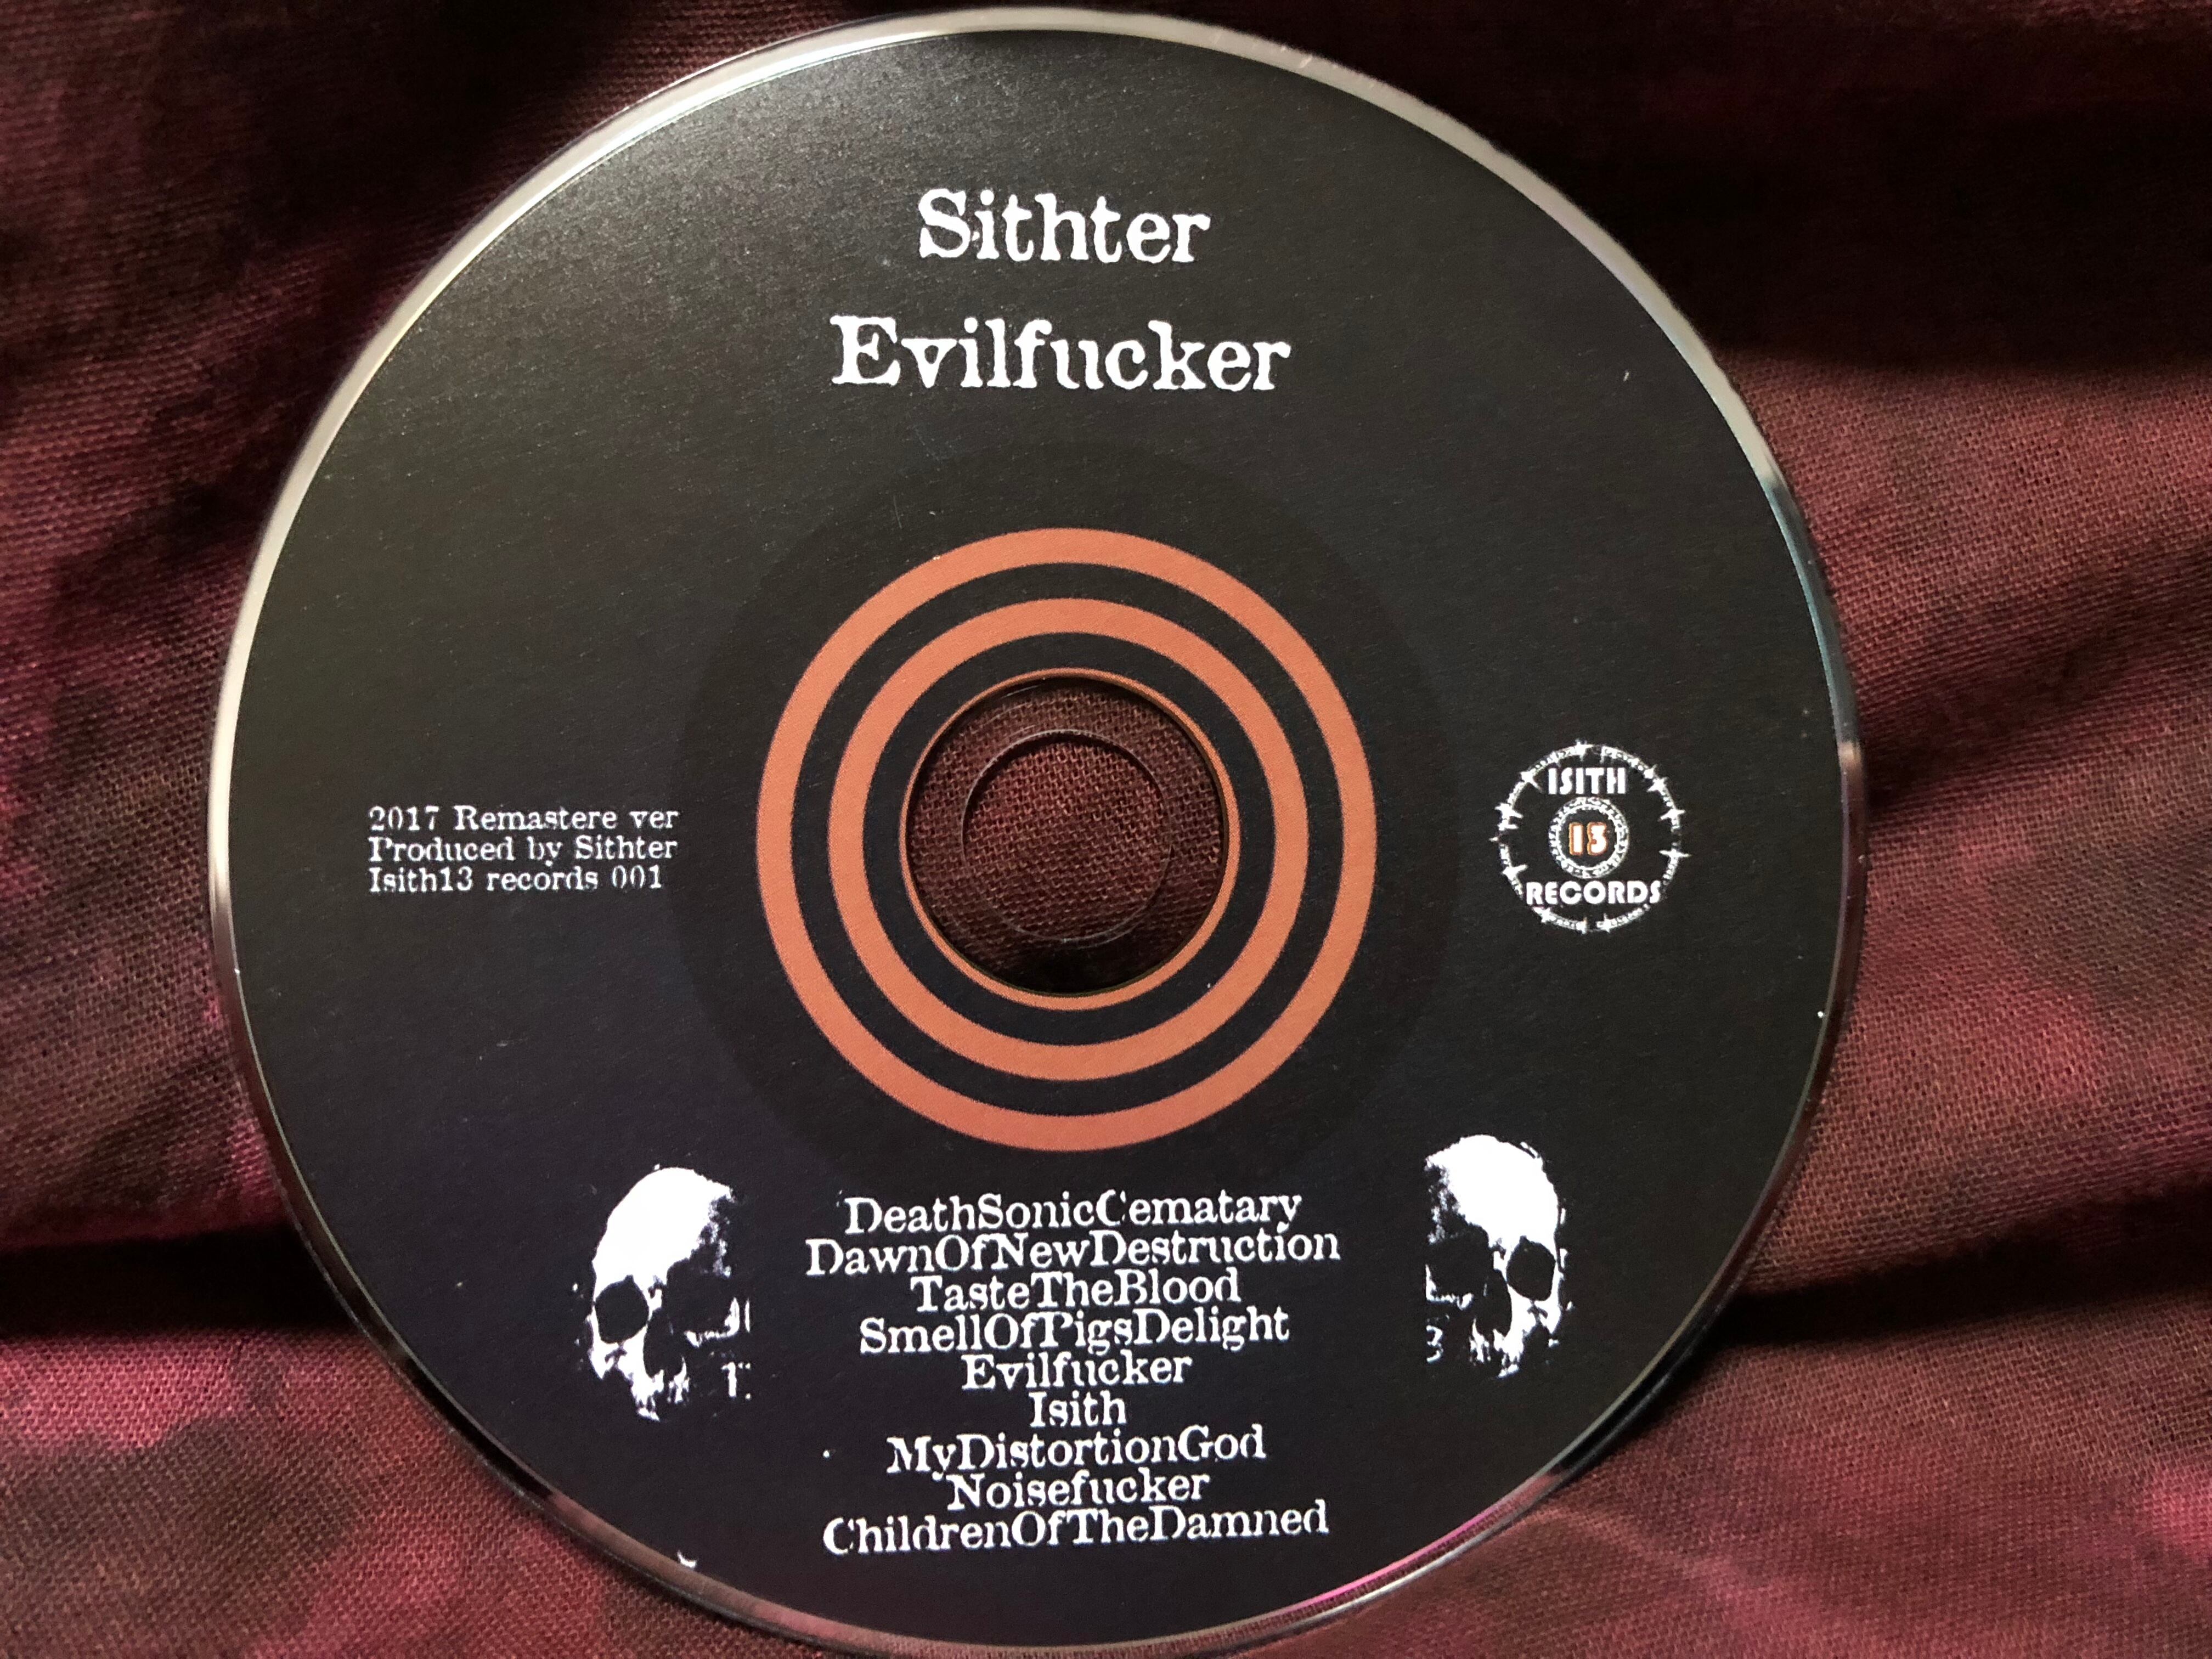 Sithter
Evilfucker
2017 Remastere ver
Produced by Sithter
Isith13 records 001
ISITH
13
RECORDS
DeathSonicCematary
DawnOfNewDestruction
TasteTheBlood
SmellOfPigsDelight
Evilfucker
Isith
MyDistortionGod
Noisefucker
ChildrenOfTheDamned